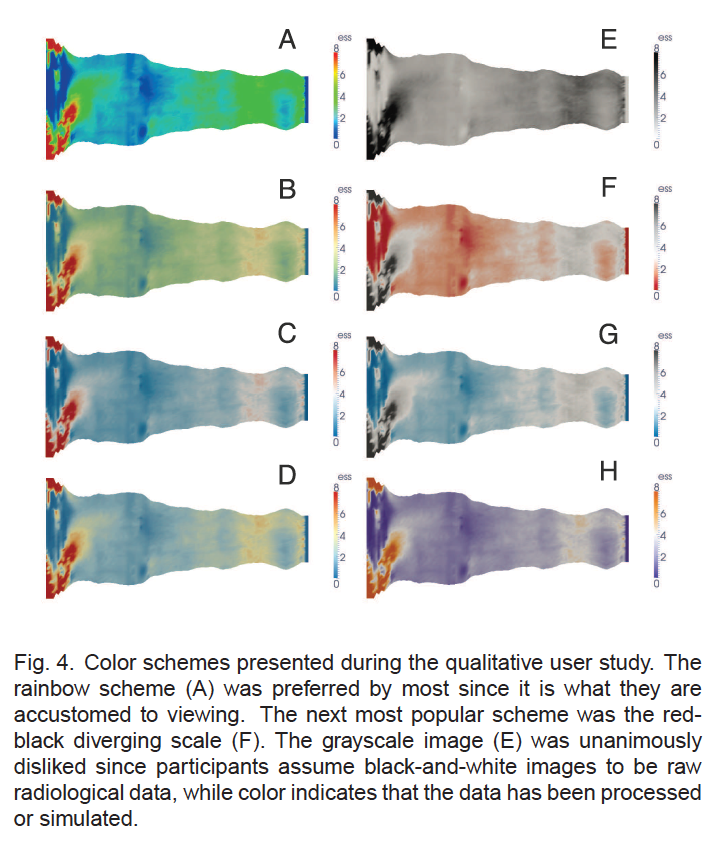 A
ess
8
6
4
2
0
E
ess
8
6
4
2
0
B
ess
8
6
4
2
0
F
ess
8
6
4
2
0
C
ess
8
6
4
2
0
G
ess
8
6
4
2
0
D
ess
8
6
4
2
0
H
ess
8
6
4
2
0
Fig. 4. Color schemes presented during the qualitative user study. The
rainbow scheme (A) was preferred by most since it is what they are
accustomed to viewing. The next most popular scheme was the red-
black diverging scale (F). The grayscale image (E) was unanimously
disliked since participants assume black-and-white images to be raw
radiological data, while color indicates that the data has been processed
or simulated.